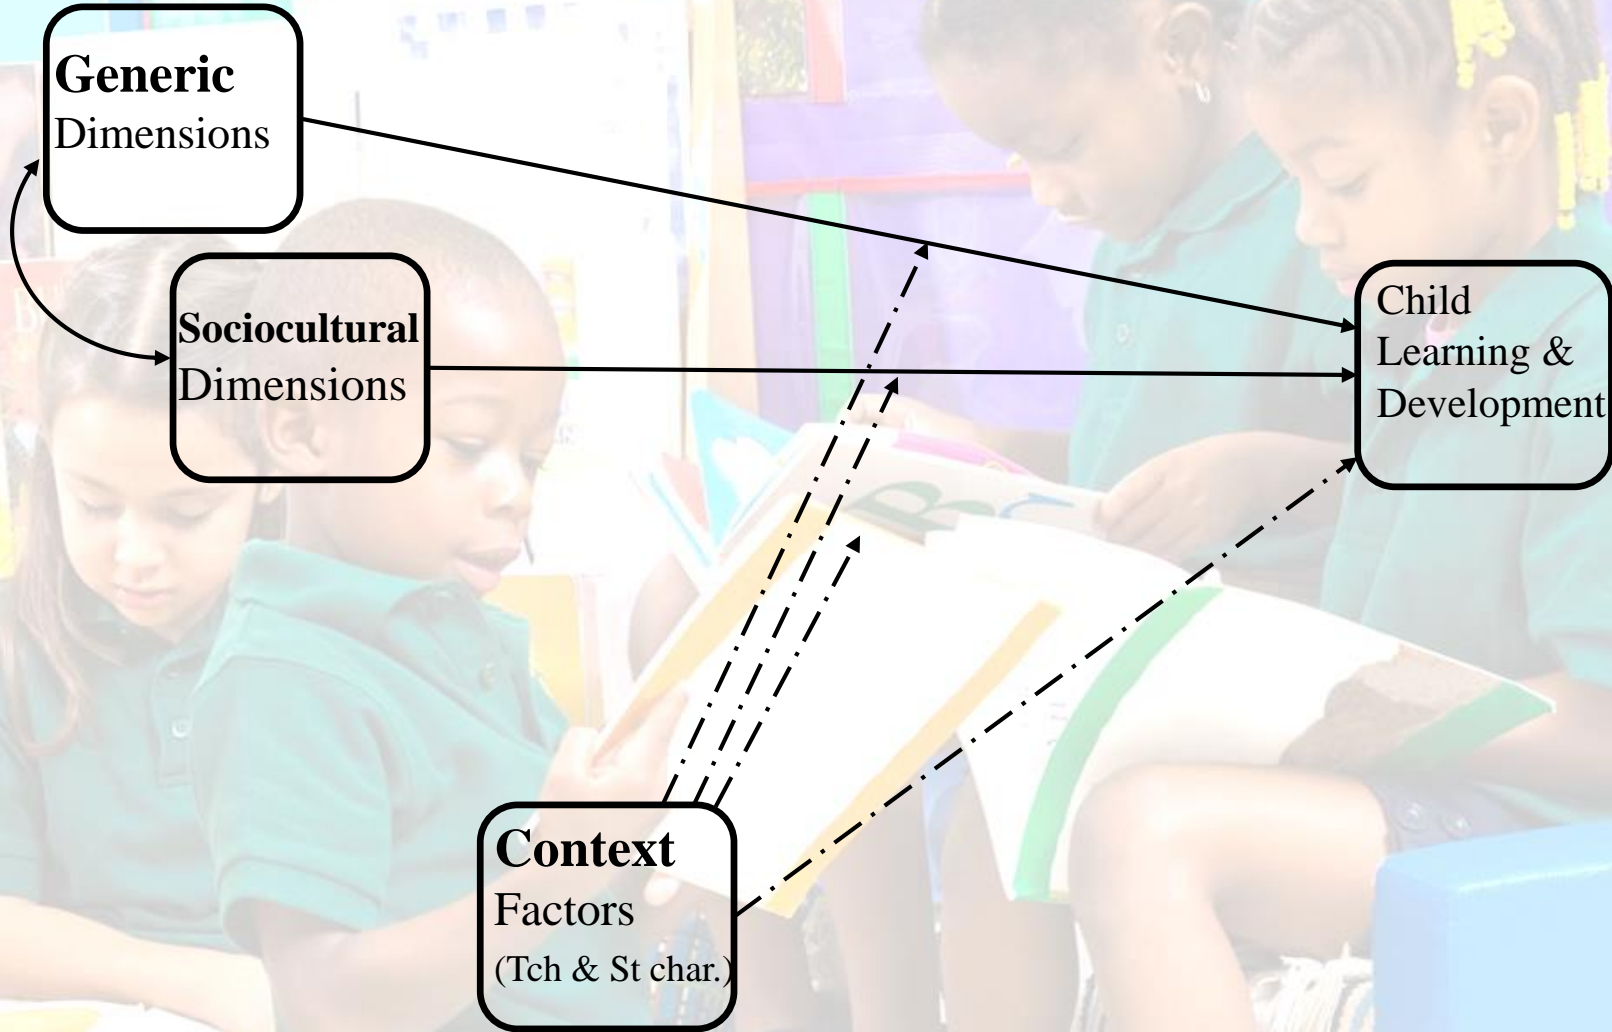 Generic
Dimensions
Sociocultural
Dimensions
Child
Learning &
Development
Context
Factors
(Tch & St char.)